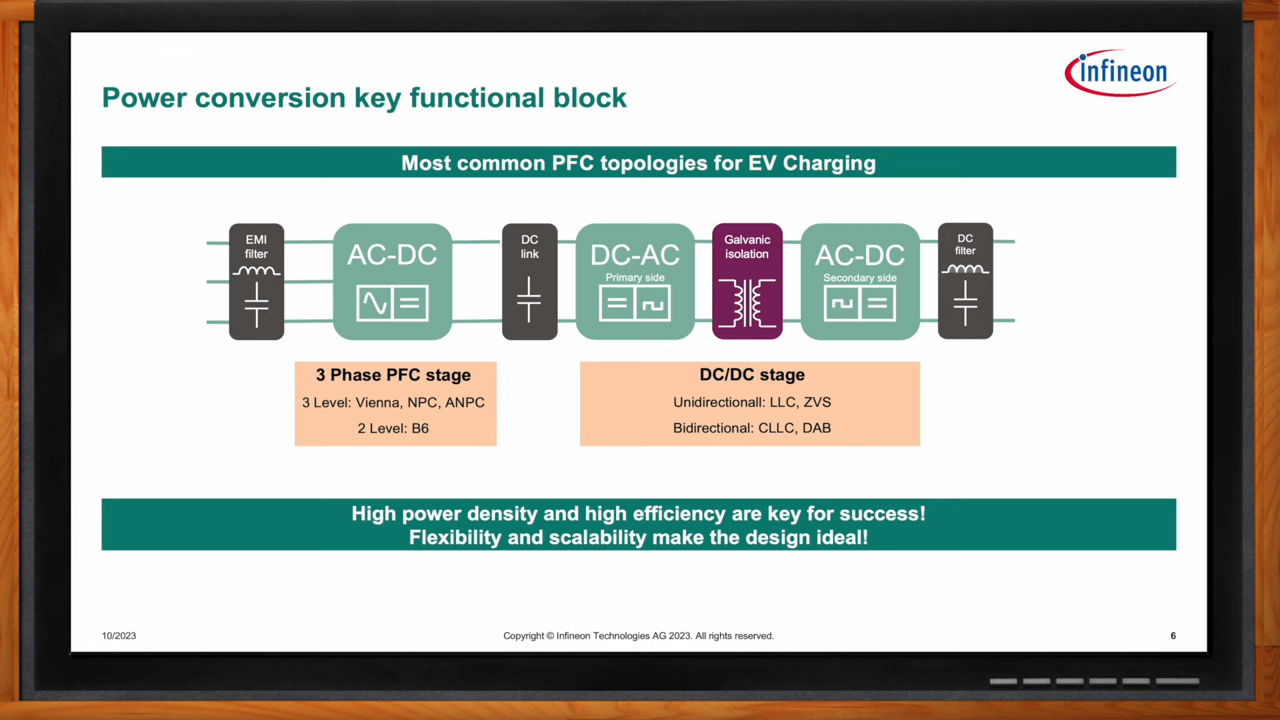 infineon
Power conversion key functional block
Most common PFC topologies for EV Charging
EMI
filter
AC-DC
DC
link
DC-AC
Primary side
Galvanic
isolation
AC-DC
Secondary side
DC
filter
3 Phase PFC stage
3 Level: Vienna, NPC, ANPC
2 Level: B6
DC/DC stage
Unidirectionall: LLC, ZVS
Bidirectional: CLLC, DAB
High power density and high efficiency are key for success!
Flexibility and scalability make the design ideal!
10/2023
Copyright © Infineon Technologies AG 2023. All rights reserved.
6